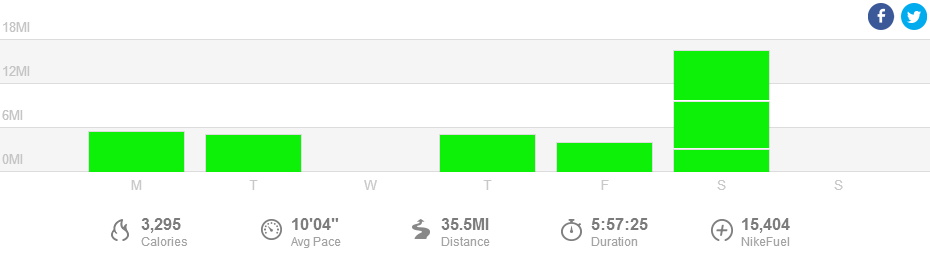 18MI
12MI
6MI
0MI
M T W T F S S
3,295 10'04" 35.5MI 5:57:25 15,404
Calories Avg Pace Distance Duration NikeFuel